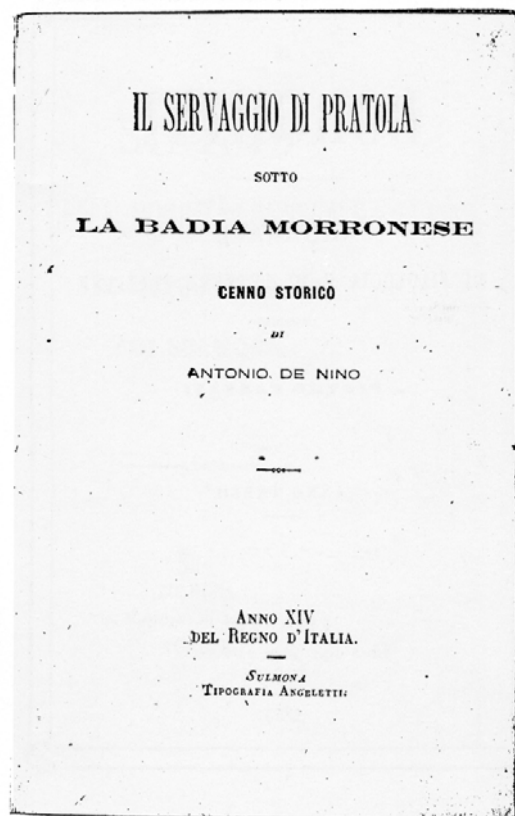 IL SERVAGGIO DI PRATOLA
SOTTO
LA BADIA MORRONESE
CENNO STORICO
DI
ANTONIO DE NINO
ANNO XIV
DEL REGNO D'ITALIA.
SULMONA
TIPOGRAFIA ANGELETTI